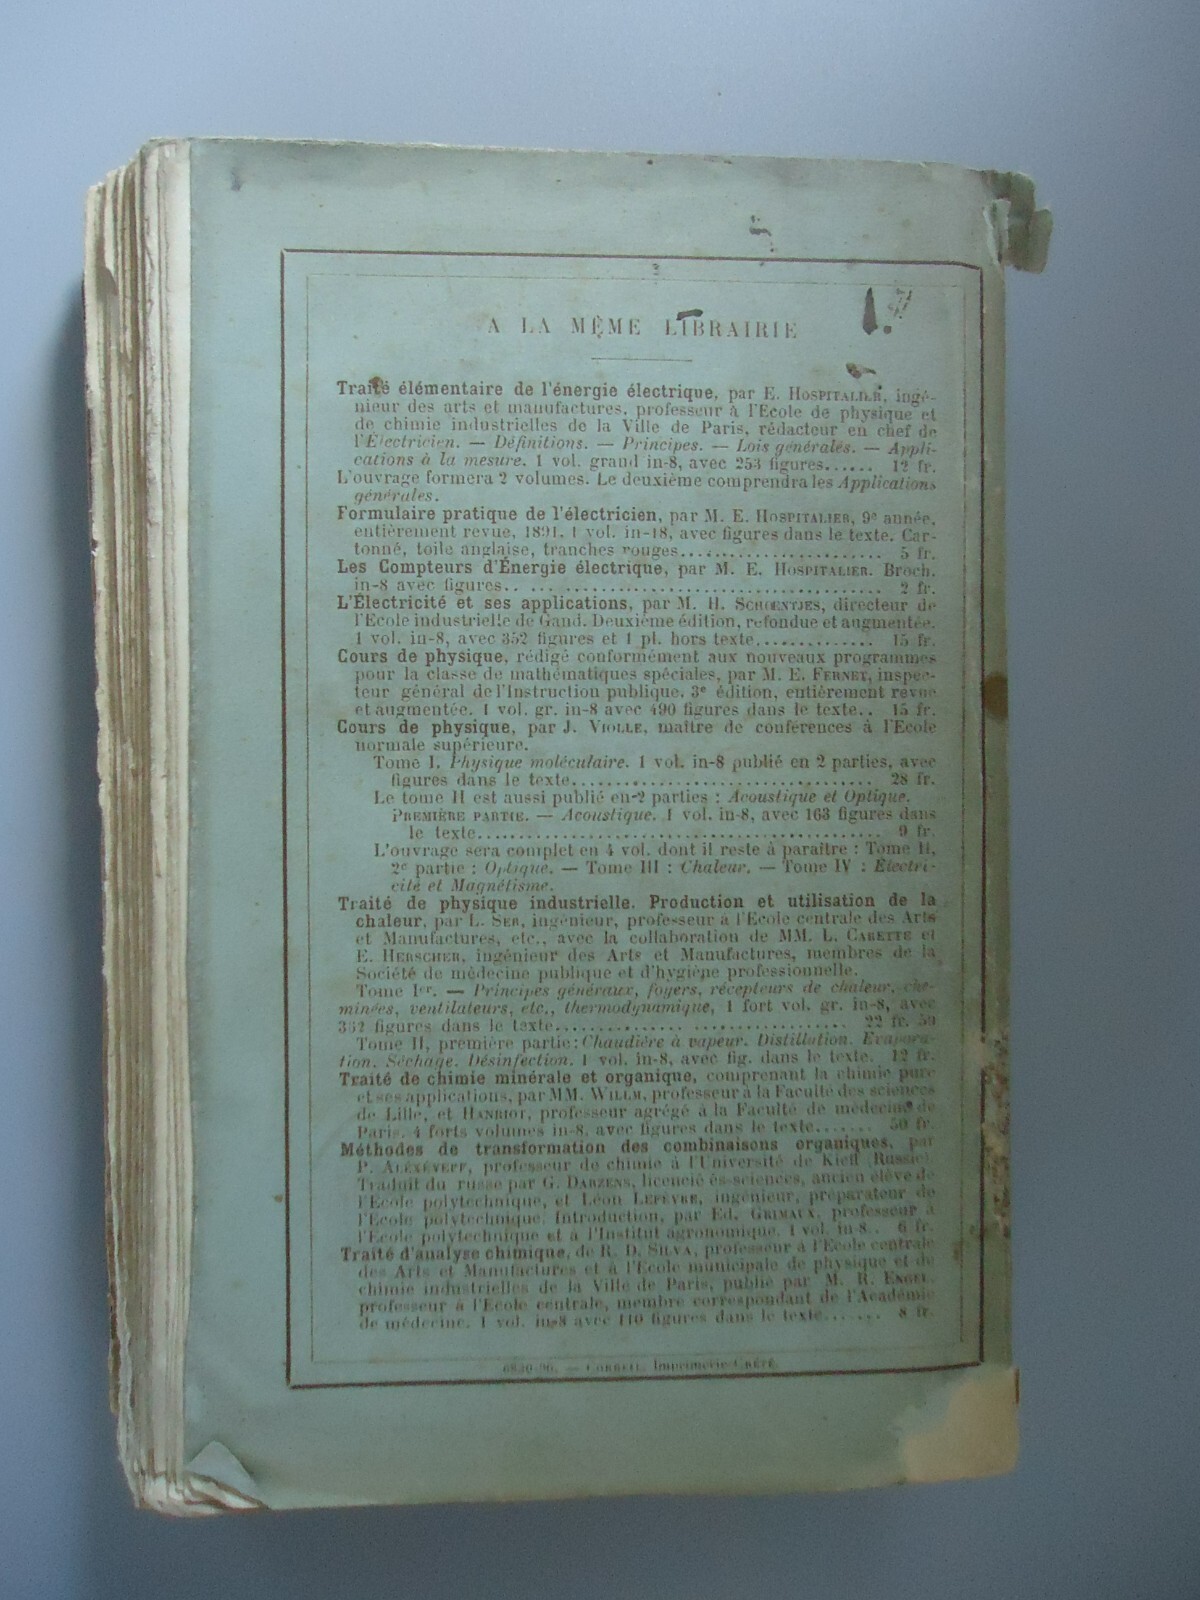 A LA MÊME LIBRAIRIE
Traité élémentaire de l'énergie électrique, par E. HOSPITALIER, ingé-
nieur des arts et manufactures, professeur à l'Ecole de physique et
de chimie industrielles de la Ville de Paris, rédacteur en chef de
l'Électricien. — Définitions. — Principes. — Lois générales. — Appli-
cations à la mesure. 1 vol. grand in-8, avec 253 figures...... 12 fr.
L'ouvrage formera 2 volumes. Le deuxième comprendra les Applications
générales.
Formulaire pratique de l'électricien, par M. E. HOSPITALIER, 9e année,
entièrement revue, 1891. 1 vol. in-18, avec figures dans le texte. Car-
tonné, toile anglaise, tranches rouges...................... 5 fr.
Les Compteurs d'Énergie électrique, par M. E. HOSPITALIER. Broch.
in-8 avec figures.. ... .................................. 2 fr.
L'Électricité et ses applications, par M. H. SCHOENTJES, directeur de
l'Ecole industrielle de Gand. Deuxième édition, refondue et augmentée.
1 vol. in-8, avec 352 figures et 1 pl. hors texte.............. 15 fr.
Cours de physique, rédigé conformément aux nouveaux programmes
pour la classe de mathématiques spéciales, par M. E. FERNET, inspec-
teur général de l'Instruction publique. 3e édition, entièrement revue
et augmentée. 1 vol. gr. in-8 avec 490 figures dans le texte.. 15 fr.
Cours de physique, par J. VIOLLE, maître de conférences à l'Ecole
normale supérieure.
Tome I. Physique moléculaire. 1 vol. in-8 publié en 2 parties, avec
figures dans le texte.................................... 28 fr.
Le tome II est aussi publié en 2 parties : Acoustique et Optique.
PREMIÈRE PARTIE. — Acoustique. 1 vol. in-8, avec 163 figures dans
le texte................................................ 9 fr.
L'ouvrage sera complet en 4 vol. dont il reste à paraître : Tome II,
2e partie : Optique. — Tome III : Chaleur. — Tome IV : Électri-
cité et Magnétisme.
Traité de physique industrielle. Production et utilisation de la
chaleur, par L. SER, ingénieur, professeur à l'Ecole centrale des Arts
et Manufactures, etc., avec la collaboration de MM. L. CARETTE et
E. HERSCHER, ingénieur des Arts et Manufactures, membres de la
Société de médecine publique et d'hygiène professionnelle.
Tome Ier. — Principes généraux, foyers, récepteurs de chaleur, che-
minées, ventilateurs, etc., thermodynamique, 1 fort vol. gr. in-8, avec
362 figures dans le texte............. .................. 22 fr. 50
Tome II, première partie : Chaudière à vapeur. Distillation. Évapora-
tion. Séchage. Désinfection. 1 vol. in-8, avec fig. dans le texte. 12 fr.
Traité de chimie minérale et organique, comprenant la chimie pure
et ses applications, par MM. WILLM, professeur à la Faculté des sciences
de Lille, et HANRIOT, professeur agrégé à la Faculté de médecine de
Paris. 4 forts volumes in-8, avec figures dans le texte....... 50 fr.
Méthodes de transformation des combinaisons organiques, par
P. ALÉXÉYEFF, professeur de chimie à l'Université de Kieff (Russie).
Traduit du russe par G. DARZENS, licencié ès-sciences, ancien élève de
l'Ecole polytechnique, et Léon LEFÈVRE, ingénieur, préparateur de
l'Ecole polytechnique. Introduction, par Ed. GRIMAUX, professeur à
l'Ecole polytechnique et à l'Institut agronomique. 1 vol. in-8.. 6 fr.
Traité d'analyse chimique, de R. D. SILVA, professeur à l'Ecole centrale
des Arts et Manufactures et à l'Ecole municipale de physique et de
chimie industrielles de la Ville de Paris, publié par M. R. ENGEL,
professeur à l'Ecole centrale, membre correspondant de l'Académie
de médecine. 1 vol. in-8 avec 110 figures dans le texte....... 8 fr.
— CORBEIL. Imprimerie CRÉTÉ.